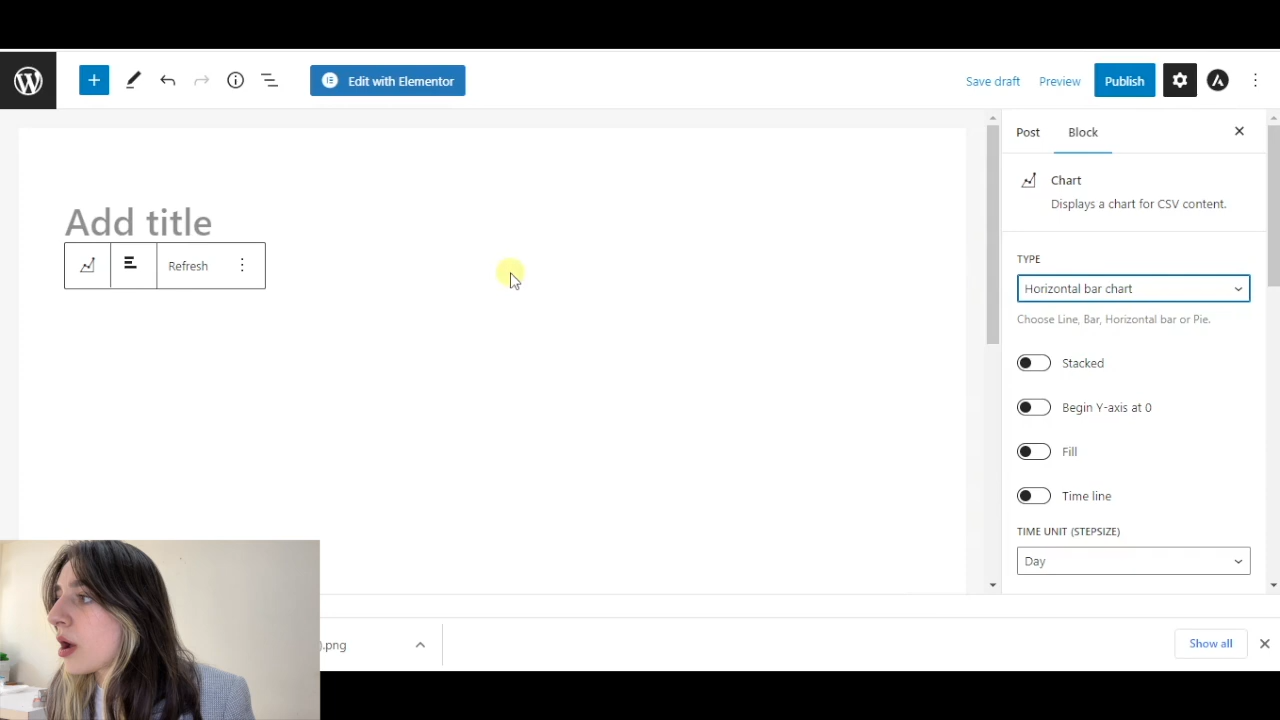 Edit with Elementor
Save draft
Preview
Publish
Post
Block
Chart
Displays a chart for CSV content.
Add title
Refresh
TYPE
Horizontal bar chart
Choose Line, Bar, Horizontal bar or Pie.
Stacked
Begin Y-axis at 0
Fill
Time line
TIME UNIT (STEPSIZE)
Day
).png
Show all